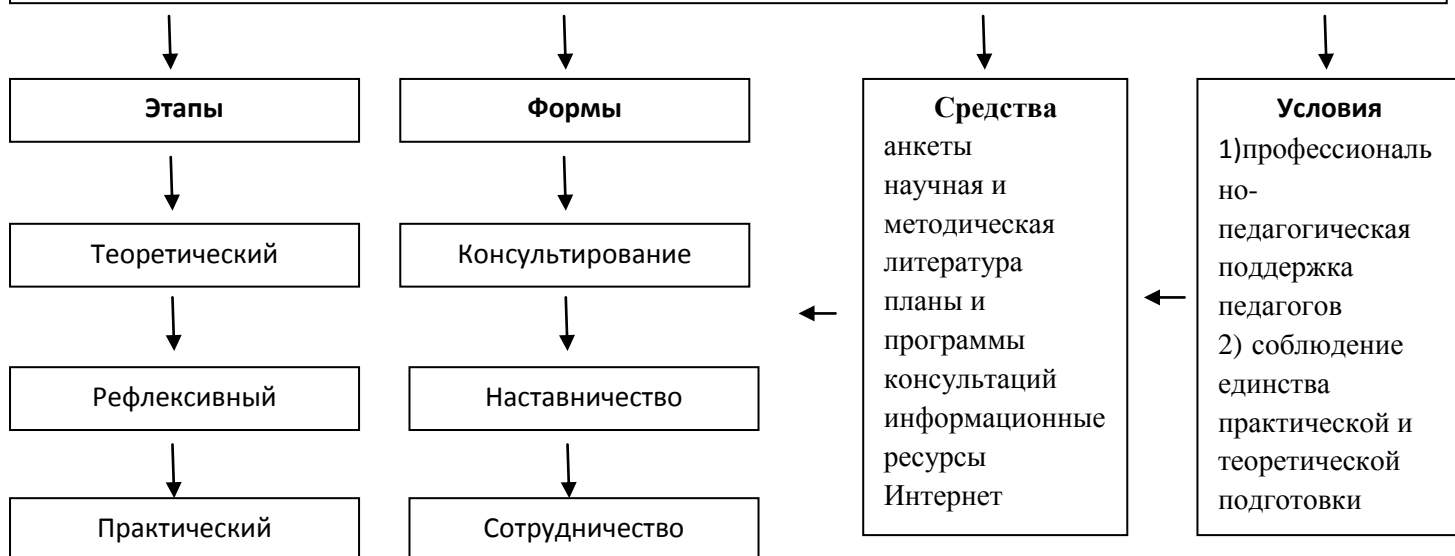 Этапы
Теоретический
Рефлексивный
Практический
Формы
Консультирование
Наставничество
Сотрудничество
Средства
анкеты
научная и
методическая
литература
планы и
программы
консультаций
информационные
ресурсы
Интернет
Условия
1)профессиональ
но-
педагогическая
поддержка
педагогов
2) соблюдение
единства
практической и
теоретической
подготовки